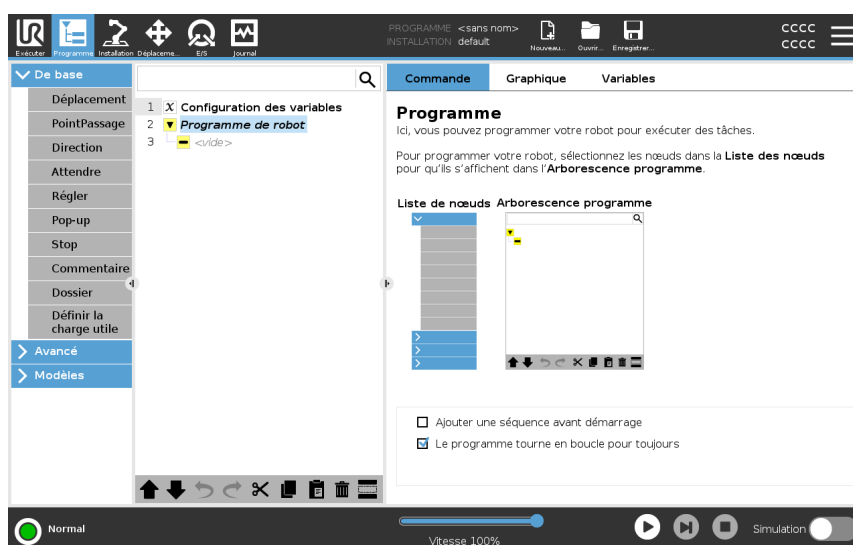 PROGRAMME <sans nom>
INSTALLATION default
Exécuter
Programme
Installation
Déplaceme...
E/S
Journal
Nouveau...
Ouvrir...
Enregistrer...
cccc
cccc
De base
Déplacement
PointPassage
Direction
Attendre
Régler
Pop-up
Stop
Commentaire
Dossier
Définir la
charge utile
Avancé
Modèles
1 X Configuration des variables
2 Programme de robot
3 <vide>
Commande
Graphique
Variables
Programme
Ici, vous pouvez programmer votre robot pour exécuter des tâches.
Pour programmer votre robot, sélectionnez les nœuds dans la Liste des nœuds
pour qu'ils s'affichent dans l'Arborescence programme.
Liste de nœuds
Arborescence programme
Ajouter une séquence avant démarrage
Le programme tourne en boucle pour toujours
Normal
Vitesse 100%
Simulation